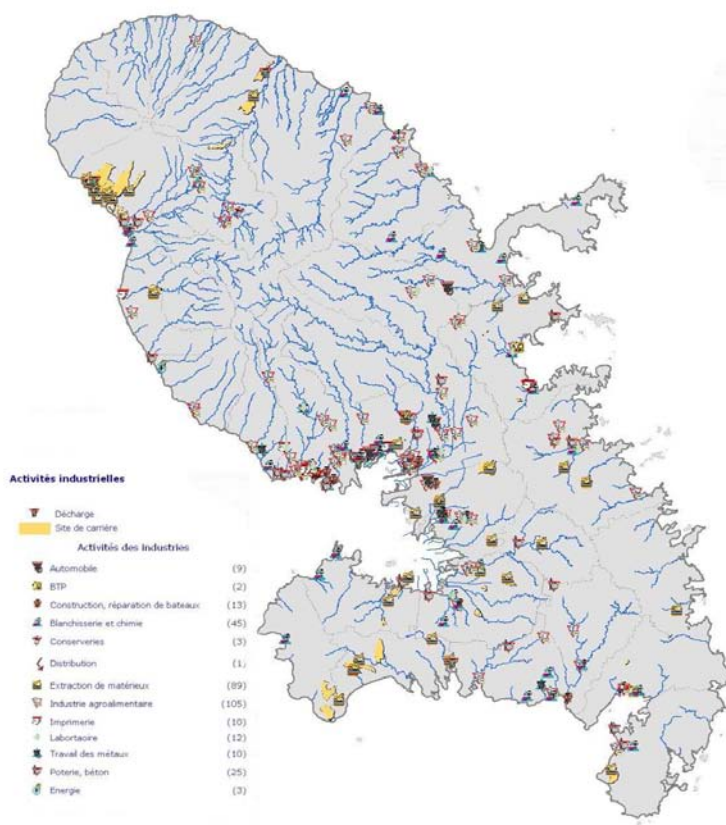 Activités industrielles
Décharge
Site de carrière
Activités des industries
Automobile (9)
BTP (2)
Construction, réparation de bateaux (13)
Blanchisserie et chimie (45)
Conserveries (3)
Distribution (1)
Extraction de matérieux (89)
Industrie agroalimentaire (105)
Imprimerie (10)
Labortaoire (12)
Travail des métaux (10)
Poterie, béton (25)
Energie (3)